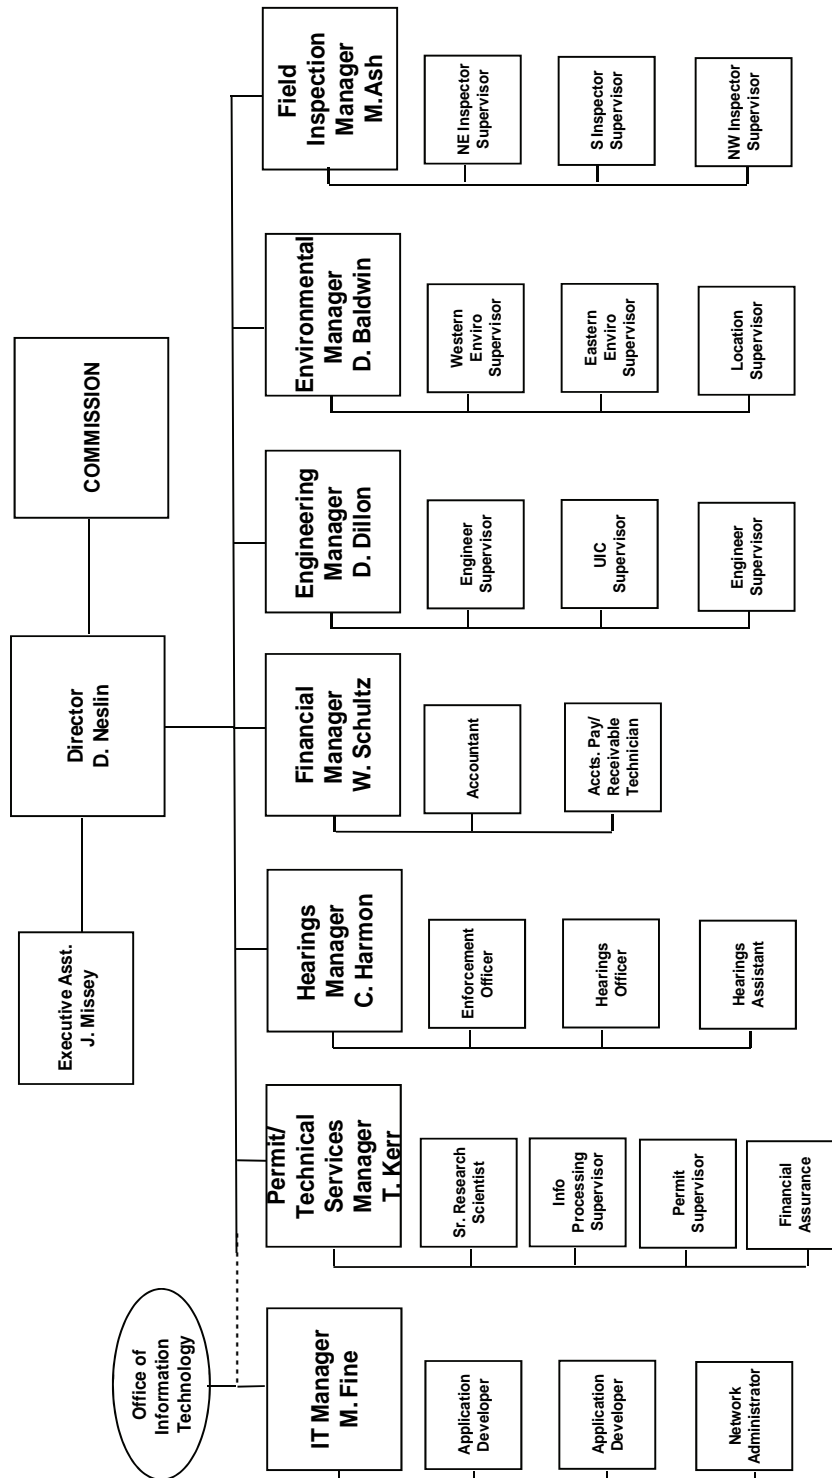 COMMISSION
Director
D. Neslin
Executive Asst.
J. Missey
Office of
Information
Technology
IT Manager
M. Fine
Application
Developer
Application
Developer
Network
Administrator
Permit/
Technical
Services
Manager
T. Kerr
Sr. Research
Scientist
Info
Processing
Supervisor
Permit
Supervisor
Financial
Assurance
Hearings
Manager
C. Harmon
Enforcement
Officer
Hearings
Officer
Hearings
Assistant
Financial
Manager
W. Schultz
Accountant
Accts. Pay/
Receivable
Technician
Engineering
Manager
D. Dillon
Engineer
Supervisor
UIC
Supervisor
Engineer
Supervisor
Environmental
Manager
D. Baldwin
Western
Enviro
Supervisor
Eastern
Enviro
Supervisor
Location
Supervisor
Field
Inspection
Manager
M.Ash
NE Inspector
Supervisor
S Inspector
Supervisor
NW Inspector
Supervisor